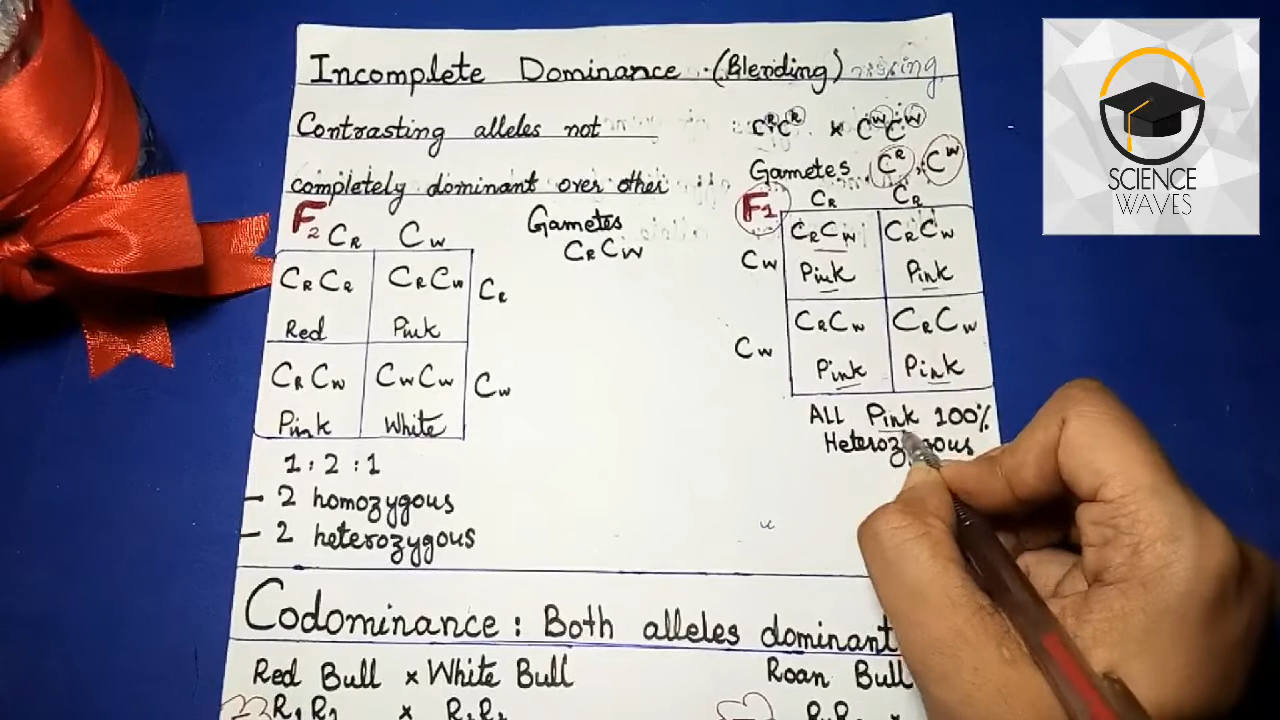 Incomplete Dominance (Blending)
Contrasting alleles not
completely dominant over other
F2 CR CW
Gametes
CRCW
CRCR CRCW CR
Red Pink
CRCW CWCW CW
Pink White
1 : 2 : 1
- 2 homozygous
- 2 heterozygous
CRCR × CWCW
Gametes CR, CW
F1 CR CR
CW CRCW CRCW
Pink Pink
CW CRCW CRCW
Pink Pink
ALL Pink 100%
Codominance : Both alleles dominant
Red Bull × White Bull
Roan Bull
SCIENCE
WAVES